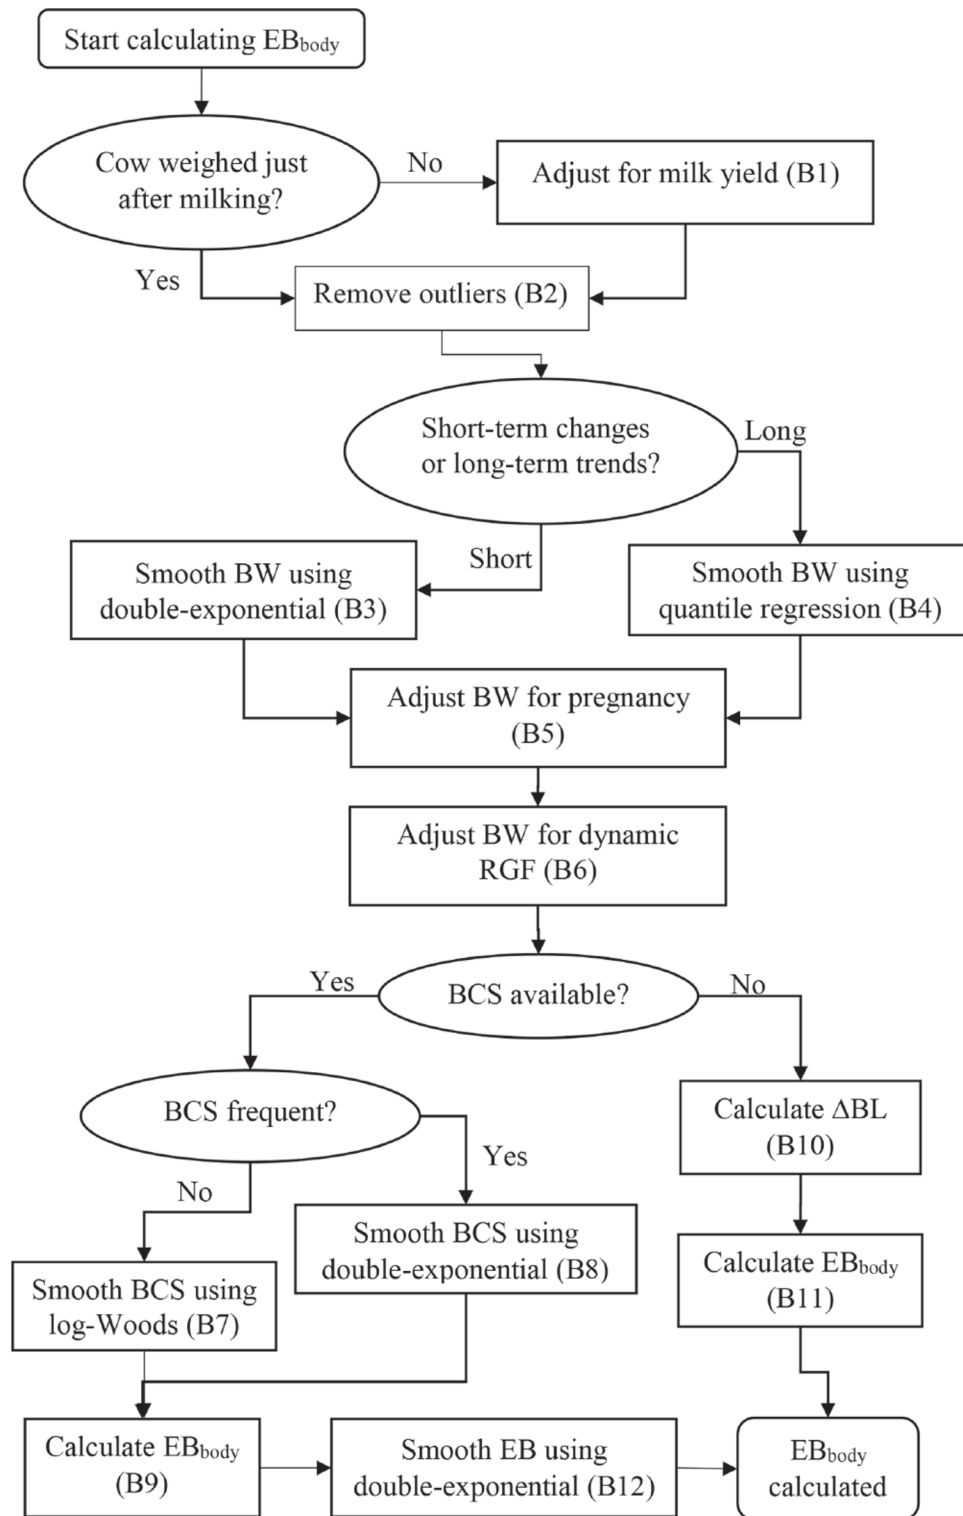 Start calculating EBbody
Cow weighed just
after milking?
No
Adjust for milk yield (B1)
Yes
Remove outliers (B2)
Short-term changes
or long-term trends?
Long
Short
Smooth BW using
double-exponential (B3)
Smooth BW using
quantile regression (B4)
Adjust BW for pregnancy
(B5)
Adjust BW for dynamic
RGF (B6)
Yes
BCS available?
No
BCS frequent?
Calculate ΔBL
(B10)
Yes
No
Smooth BCS using
double-exponential (B8)
Calculate EBbody
(B11)
Smooth BCS using
log-Woods (B7)
Calculate EBbody
(B9)
Smooth EB using
double-exponential (B12)
EBbody
calculated